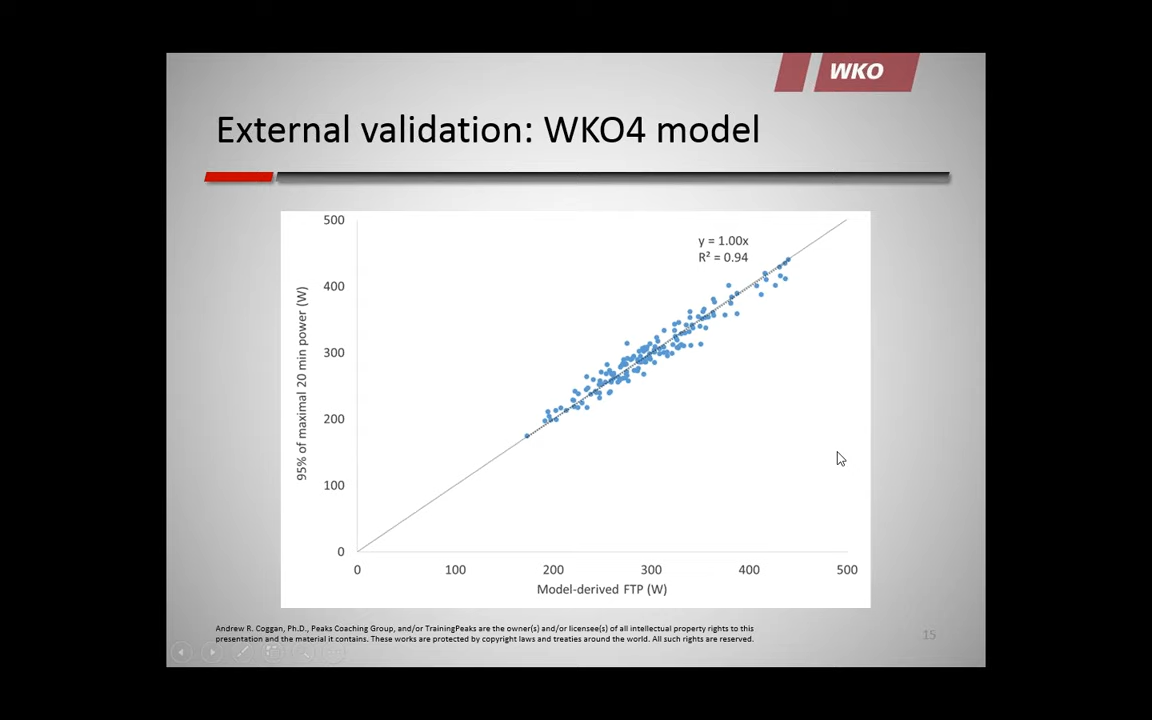 WKO
External validation: WKO4 model
500
400
300
200
100
0
95% of maximal 20 min power (W)
y = 1.00x
R² = 0.94
0 100 200 300 400 500
Model-derived FTP (W)
Andrew R. Coggan, Ph.D., Peaks Coaching Group, and/or TrainingPeaks are the owner(s) and/or licensee(s) of all intellectual property rights to this
presentation and the material it contains. These works are protected by copyright laws and treaties around the world. All such rights are reserved.
15